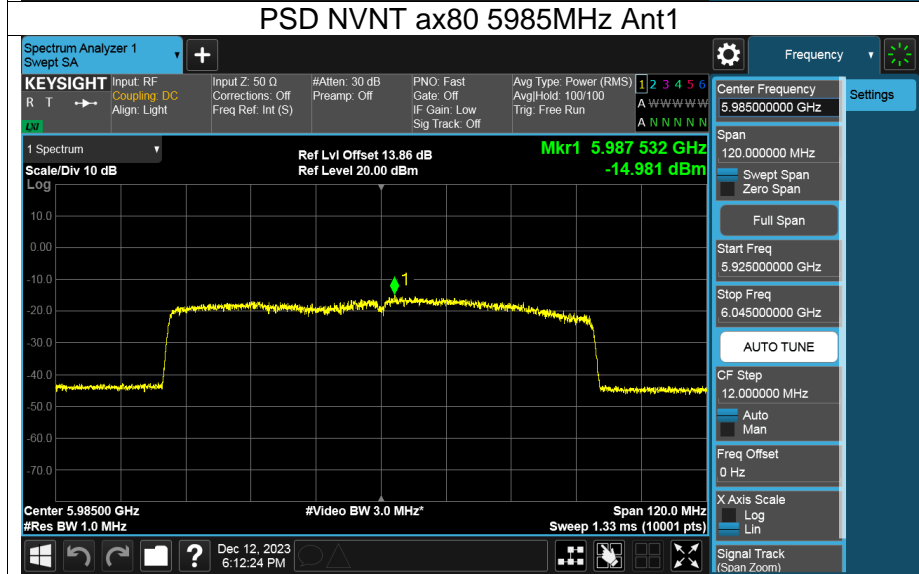 PSD NVNT ax80 5985MHz Ant1
Spectrum Analyzer 1
Swept SA
+
Frequency
KEYSIGHT
R T
LXI
Input: RF
Coupling: DC
Align: Light
Input Z: 50 Ω
Corrections: Off
Freq Ref: Int (S)
#Atten: 30 dB
Preamp: Off
PNO: Fast
Gate: Off
IF Gain: Low
Sig Track: Off
Avg Type: Power (RMS)
Avg|Hold: 100/100
Trig: Free Run
1 2 3 4 5 6
A W W W W W
A N N N N N
1 Spectrum
Scale/Div 10 dB
Log
Ref Lvl Offset 13.86 dB
Ref Level 20.00 dBm
Mkr1 5.987 532 GHz
-14.981 dBm
10.0
0.00
-10.0
-20.0
-30.0
-40.0
-50.0
-60.0
-70.0
1
Center 5.98500 GHz
#Res BW 1.0 MHz
#Video BW 3.0 MHz*
Span 120.0 MHz
Sweep 1.33 ms (10001 pts)
?
Dec 12, 2023
6:12:24 PM
Center Frequency
5.985000000 GHz
Settings
Span
120.000000 MHz
Swept Span
Zero Span
Full Span
Start Freq
5.925000000 GHz
Stop Freq
6.045000000 GHz
AUTO TUNE
CF Step
12.000000 MHz
Auto
Man
Freq Offset
0 Hz
X Axis Scale
Log
Lin
Signal Track
(Span Zoom)